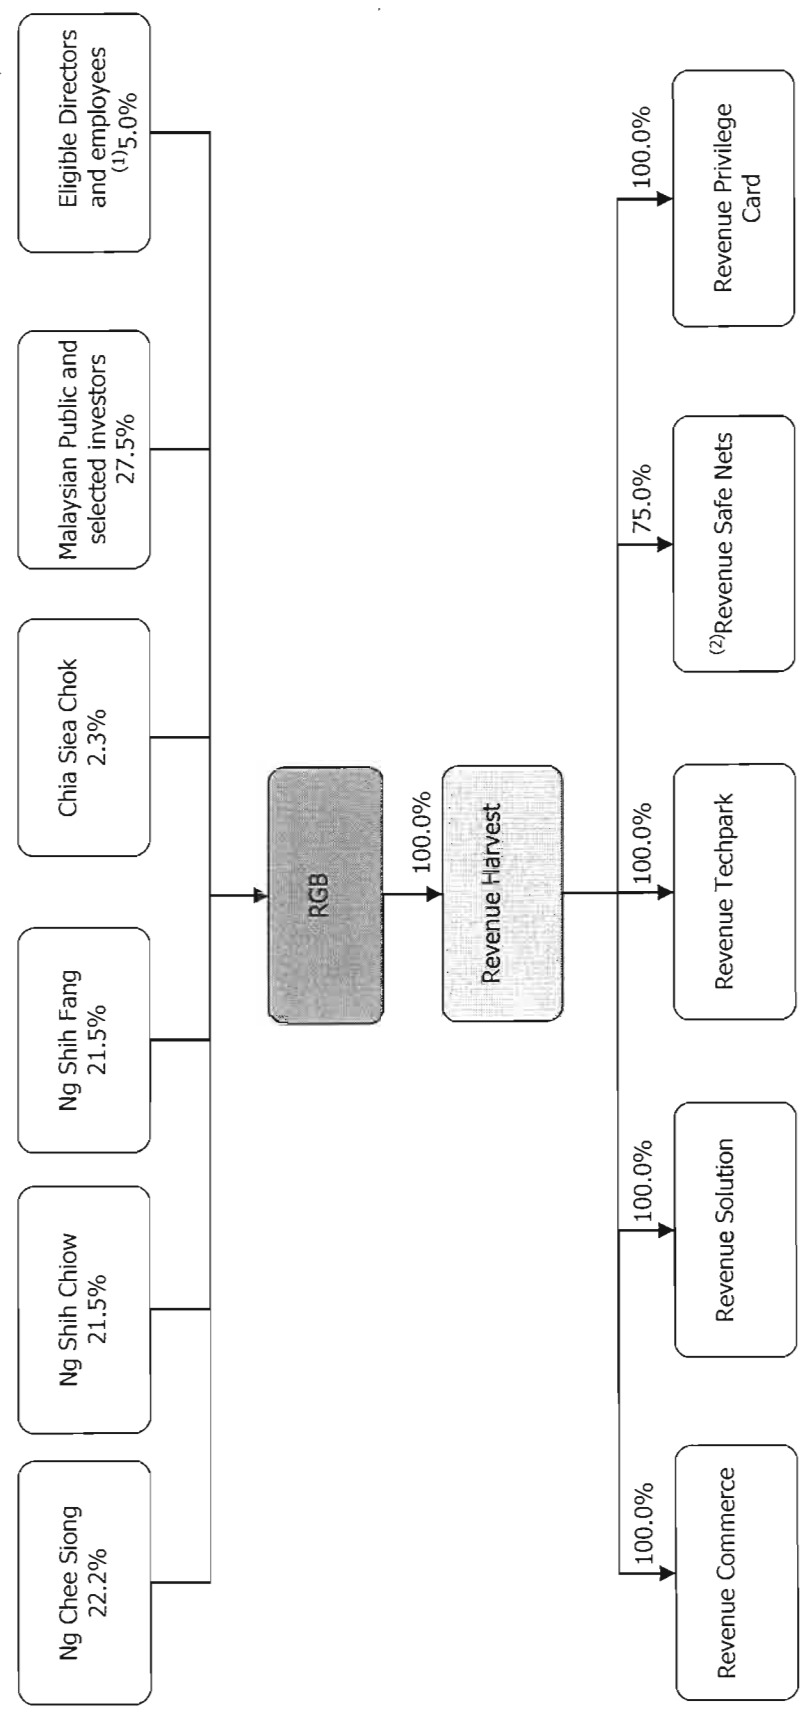 Ng Chee Siong
22.2%
Ng Shih Chiow
21.5%
Ng Shih Fang
21.5%
Chia Siea Chok
2.3%
Malaysian Public and
selected investors
27.5%
Eligible Directors
and employees
(1)5.0%
RGB
100.0%
Revenue Harvest
100.0%
100.0%
100.0%
75.0%
100.0%
Revenue Commerce
Revenue Solution
Revenue Techpark
(2)Revenue Safe Nets
Revenue Privilege
Card